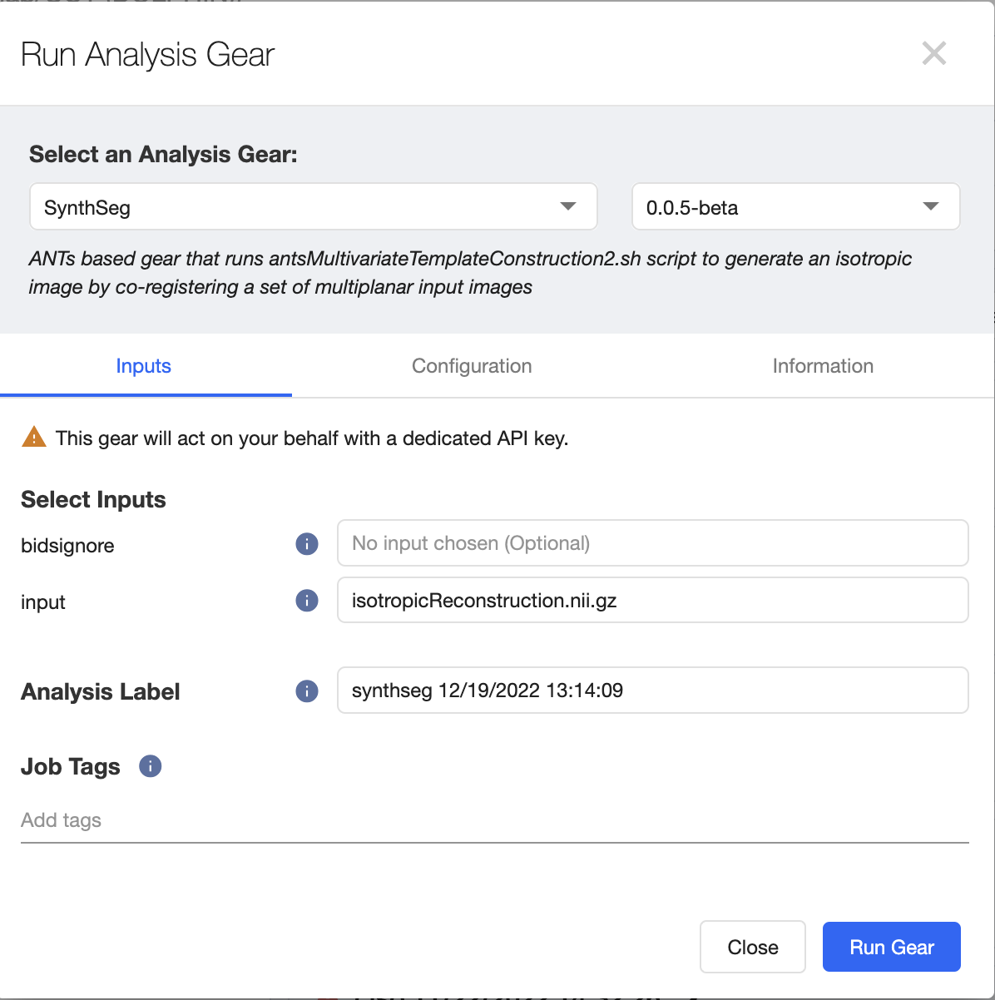 Run Analysis Gear
Select an Analysis Gear:
SynthSeg
0.0.5-beta
ANTs based gear that runs antsMultivariateTemplateConstruction2.sh script to generate an isotropic
image by co-registering a set of multiplanar input images
Inputs Configuration Information
This gear will act on your behalf with a dedicated API key.
Select Inputs
bidsignore No input chosen (Optional)
input isotropicReconstruction.nii.gz
Analysis Label synthseg 12/19/2022 13:14:09
Job Tags
Add tags
Close Run Gear